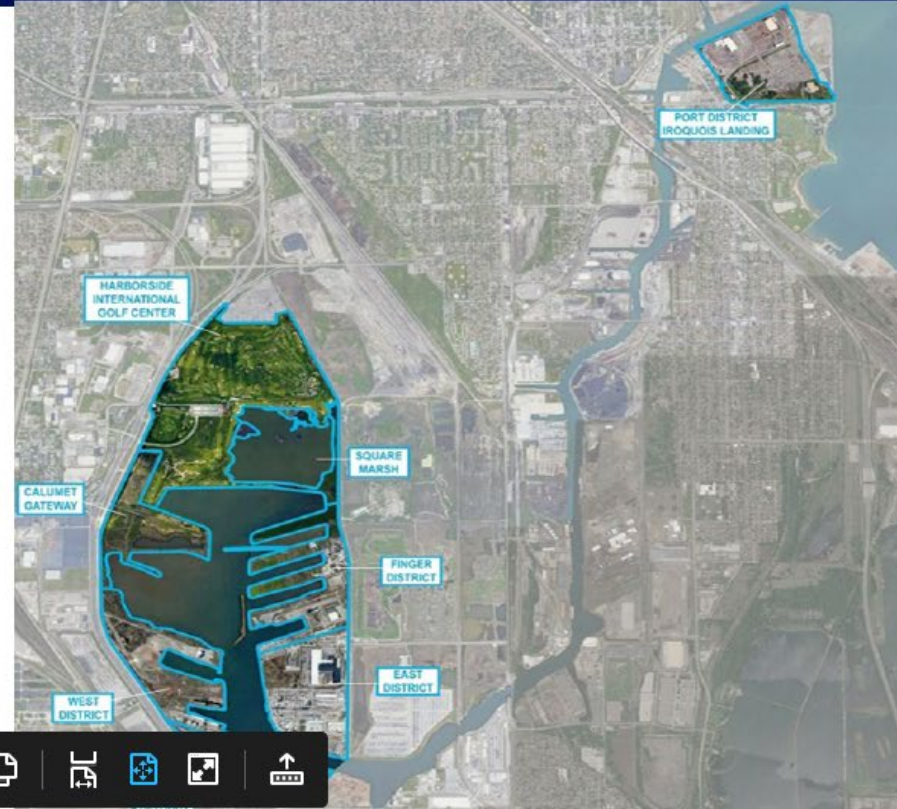 PORT DISTRICT
IROQUOIS LANDING
HARBORSIDE
INTERNATIONAL
GOLF CENTER
SQUARE
MARSH
CALUMET
GATEWAY
FINGER
DISTRICT
EAST
DISTRICT
WEST
DISTRICT